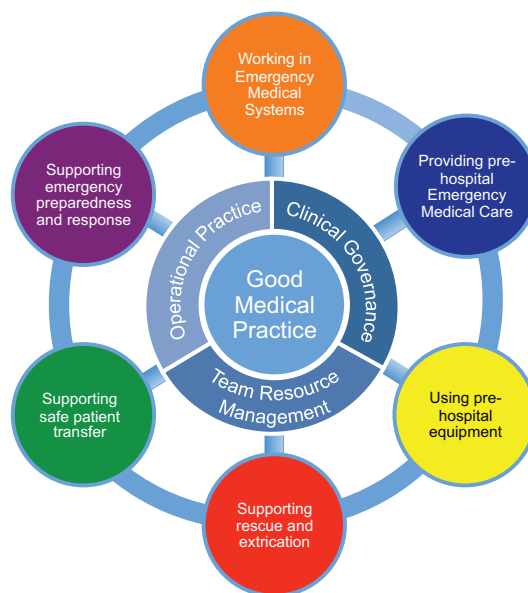 Working in
Emergency
Medical
Systems
Providing pre-
hospital
Emergency
Medical Care
Using pre-
hospital
equipment
Supporting
rescue and
extrication
Supporting
safe patient
transfer
Supporting
emergency
preparedness
and response
Operational Practice
Clinical Governance
Team Resource
Management
Good
Medical
Practice